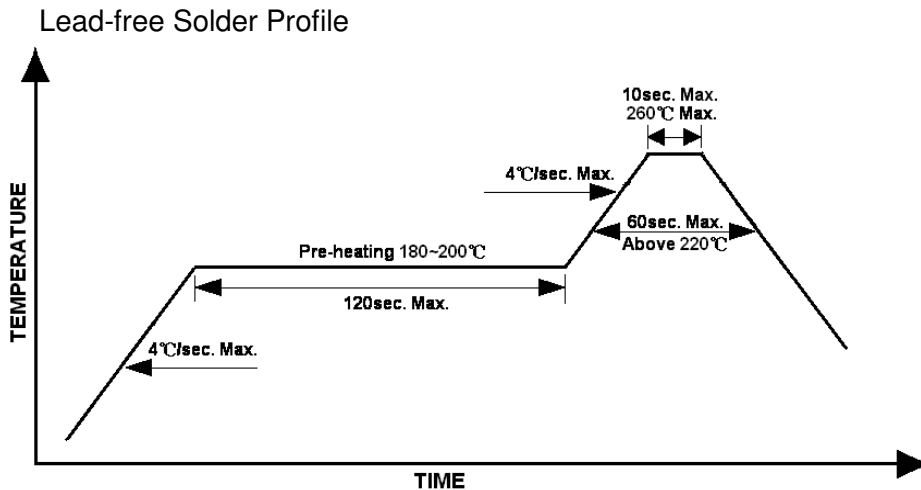 Lead-free Solder Profile
10sec. Max.
260℃ Max.
4℃/sec. Max.
60sec. Max.
Above 220℃
Pre-heating 180~200℃
120sec. Max.
4℃/sec. Max.
TEMPERATURE
TIME